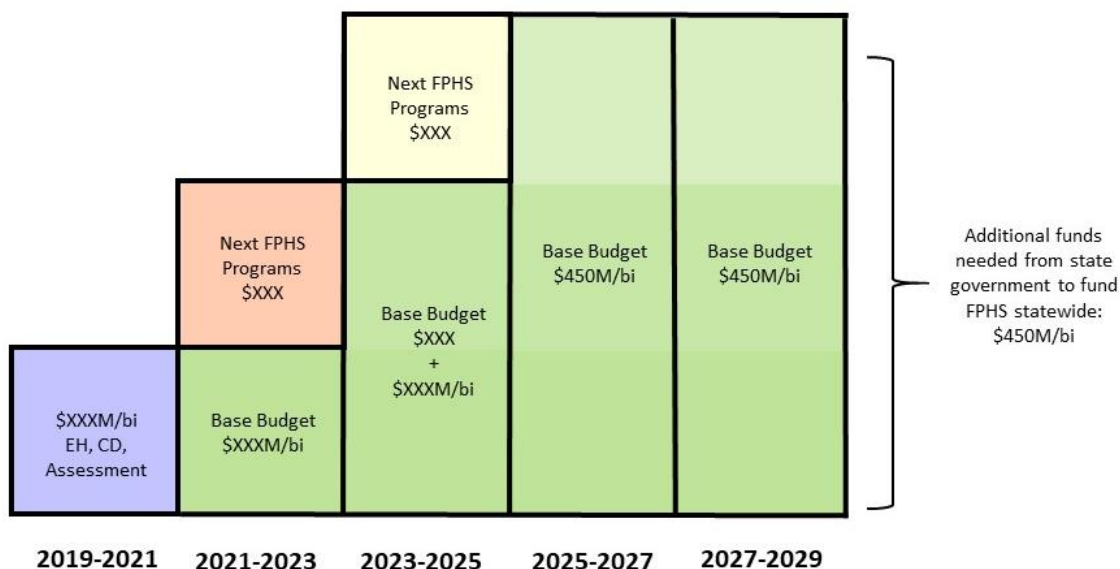 Next FPHS
Programs
$XXX
Next FPHS
Programs
$XXX
Base Budget
$450M/bi
Base Budget
$450M/bi
Additional funds
needed from state
government to fund
FPHS statewide:
$450M/bi
Base Budget
$XXX
+
$XXXM/bi
$XXXM/bi
EH, CD,
Assessment
Base Budget
$XXXM/bi
2019-2021
2021-2023
2023-2025
2025-2027
2027-2029